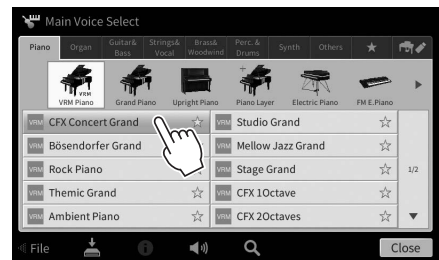 Main Voice Select
Piano
Organ
Guitar& Bass
Strings& Vocal
Brass& Woodwind
Perc. & Drums
Synth
Others
VRM
VRM Piano
Grand Piano
Upright Piano
Piano Layer
Electric Piano
FM E.Piano
VRM CFX Concert Grand
VRM Studio Grand
VRM Bösendorfer Grand
VRM Mellow Jazz Grand
VRM Rock Piano
VRM Stage Grand
1/2
VRM Themic Grand
VRM CFX 1Octave
VRM Ambient Piano
VRM CFX 2Octaves
File
Close